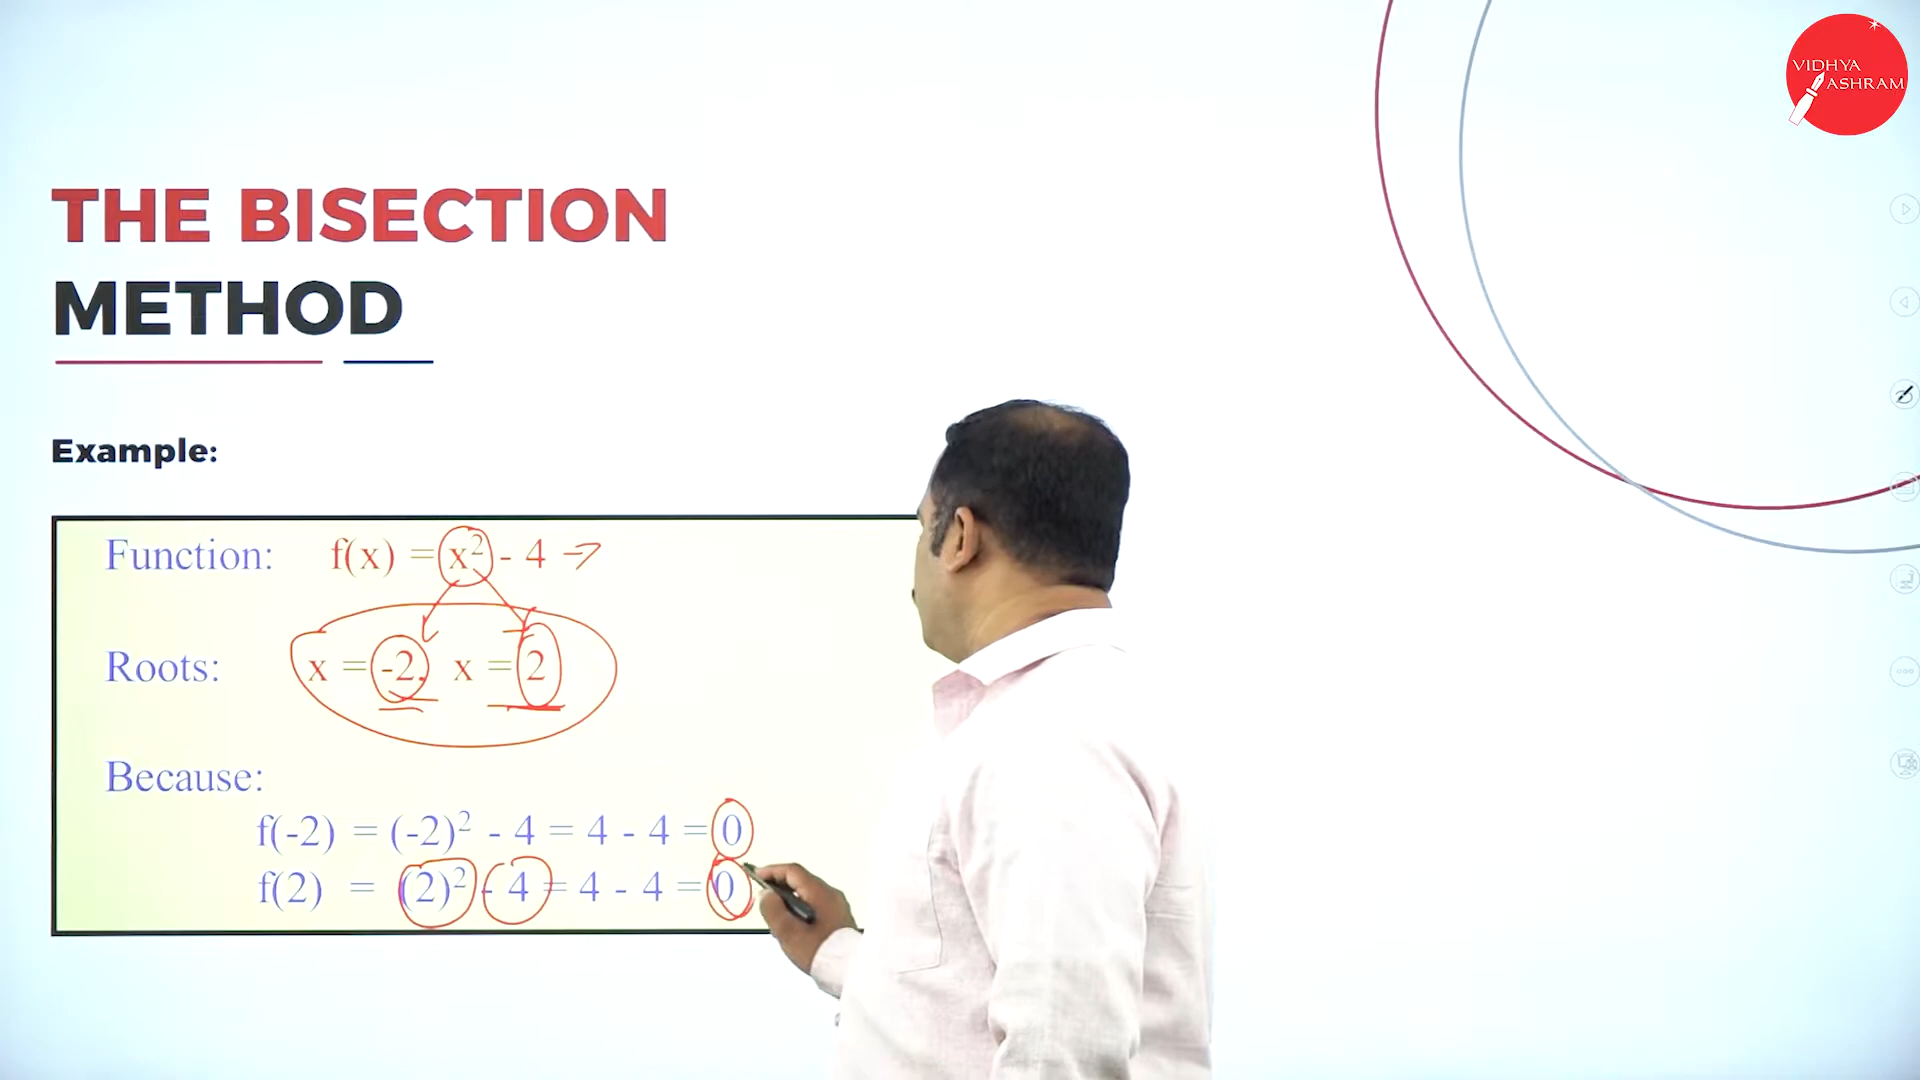 VIDHYA
ASHRAM
THE BISECTION
METHOD
Example:
Function: f(x) = x² - 4 →
Roots: x = -2, x = 2
Because:
f(-2) = (-2)² - 4 = 4 - 4 = 0
f(2) = (2)² - 4 = 4 - 4 = 0